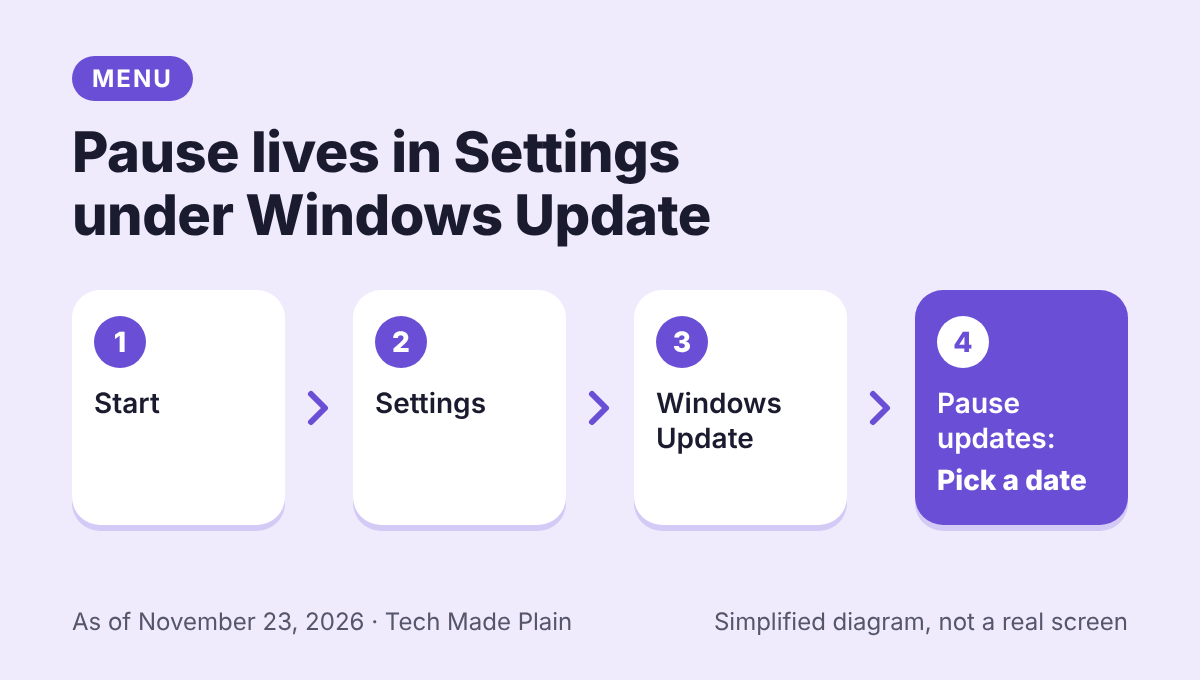 MENU
Pause lives in Settings
under Windows Update
1
Start
2
Settings
3
Windows
Update
4
Pause
updates:
Pick a date
As of November 23, 2026 · Tech Made Plain
Simplified diagram, not a real screen